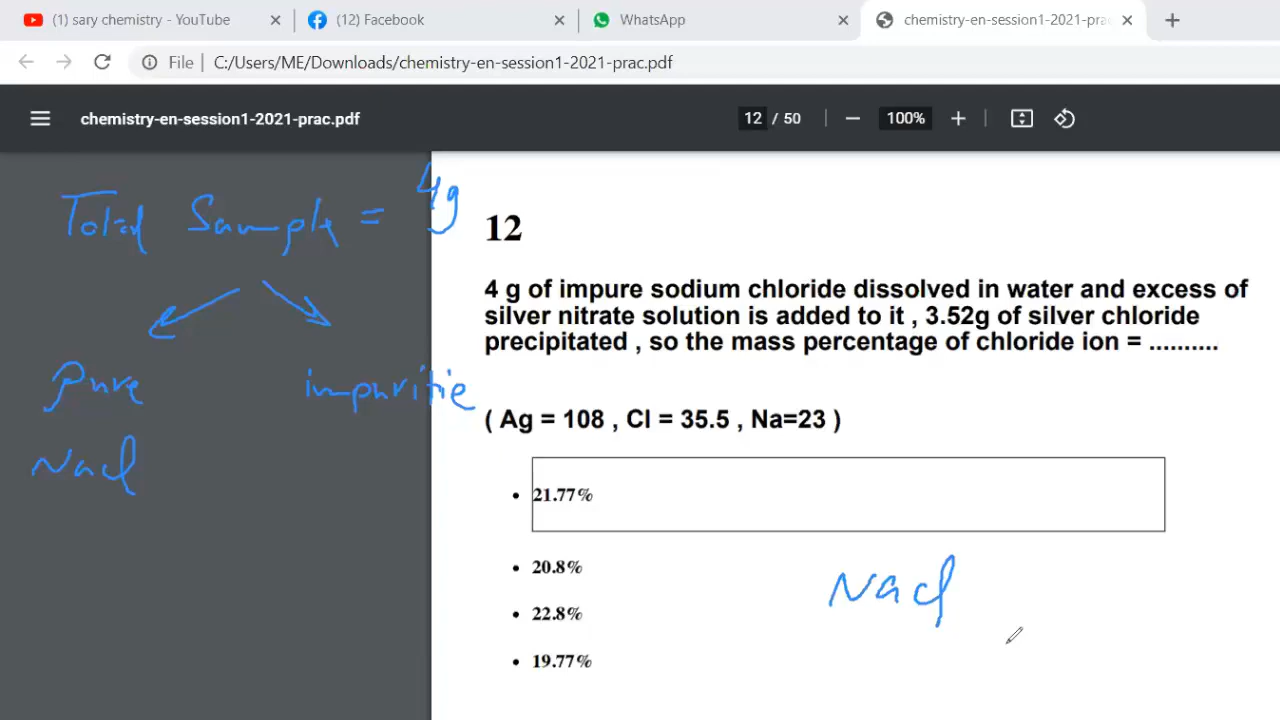 (1) sary chemistry - YouTube
(12) Facebook
WhatsApp
chemistry-en-session1-2021-prac
File C:/Users/ME/Downloads/chemistry-en-session1-2021-prac.pdf
chemistry-en-session1-2021-prac.pdf
12 / 50
100%
Total Sample = 4g
Pure
impuritie
Nacl
12
4 g of impure sodium chloride dissolved in water and excess of
silver nitrate solution is added to it , 3.52g of silver chloride
precipitated , so the mass percentage of chloride ion = ..........
( Ag = 108 , Cl = 35.5 , Na=23 )
• 21.77%
• 20.8%
• 22.8%
• 19.77%
Nacl